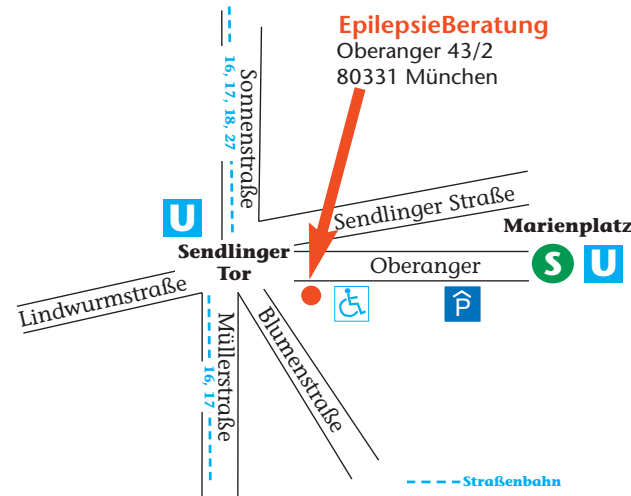 EpilepsieBeratung
Oberanger 43/2
80331 München
16, 17, 18, 27
Sonnenstraße
Sendlinger Straße
U
Marienplatz
Sendlinger
Tor
Oberanger
S
U
P
Lindwurmstraße
Müllerstraße
16, 17
Blumenstraße
Straßenbahn